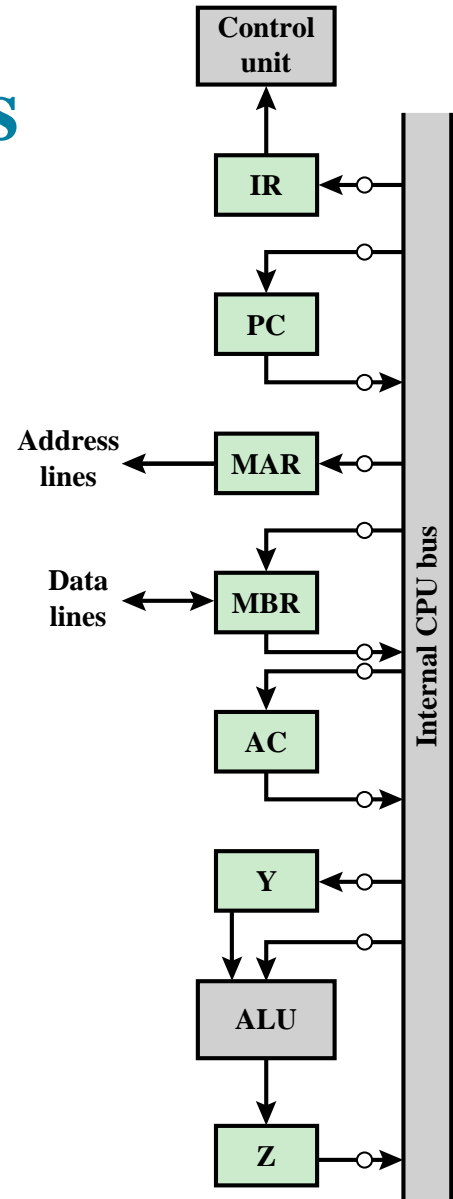 s
Control
unit
IR
PC
Address
lines
MAR
Data
lines
MBR
AC
Y
ALU
Z
Internal CPU bus